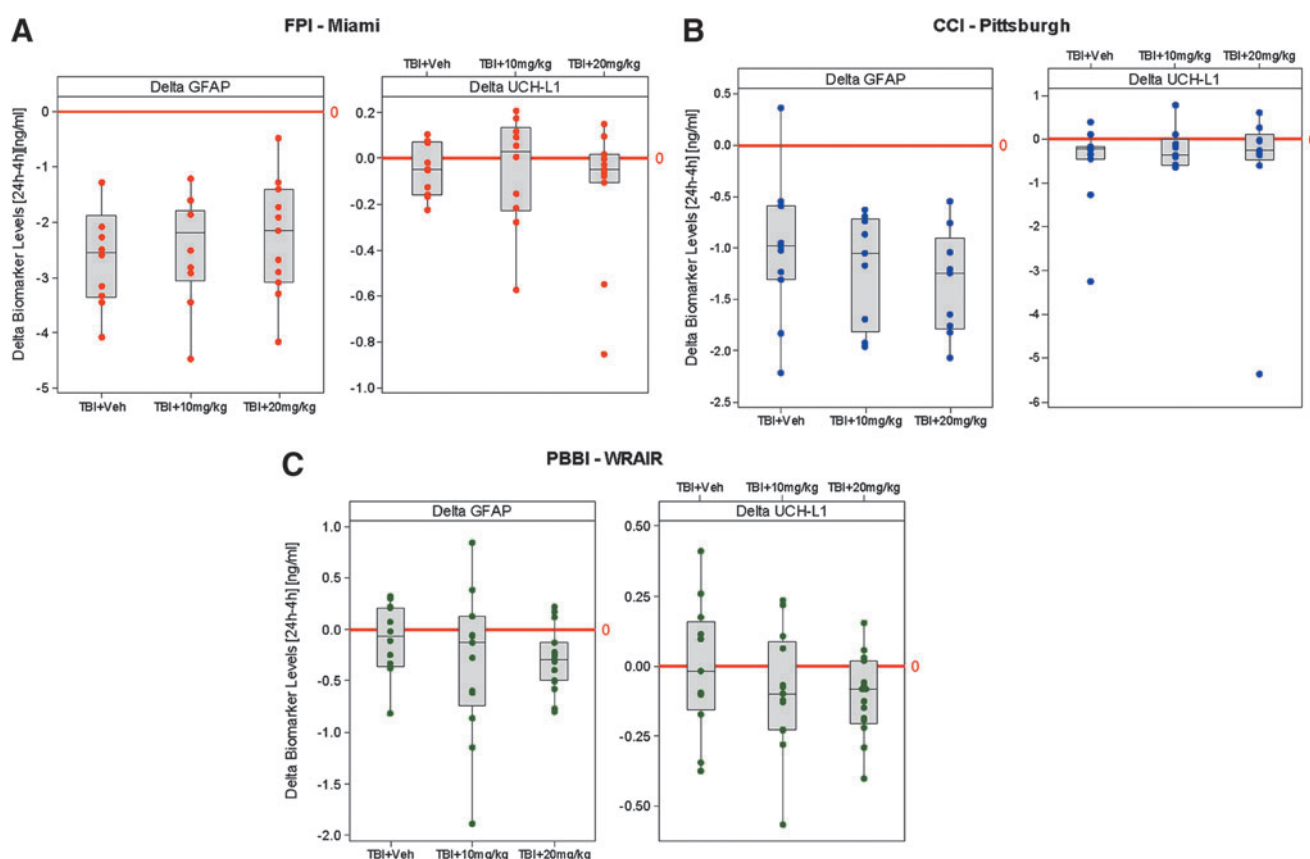 A
FPI - Miami
TBI+Veh TBI+10mg/kg TBI+20mg/kg
Delta GFAP
Delta UCH-L1
Delta Biomarker Levels [24h-4h][ng/ml]
0
-1
-2
-3
-4
-5
0
0.2
0.0
-0.2
-0.4
-0.6
-0.8
-1.0
0
TBI+Veh TBI+10mg/kg TBI+20mg/kg
B
CCI - Pittsburgh
TBI+Veh TBI+10mg/kg TBI+20mg/kg
Delta GFAP
Delta UCH-L1
Delta Biomarker Levels [24h-4h] [ng/ml]
0.5
0.0
-0.5
-1.0
-1.5
-2.0
-2.5
0
1
0
-1
-2
-3
-4
-5
-6
TBI+Veh TBI+10mg/kg TBI+20mg/kg
C
PBBI - WRAIR
TBI+Veh TBI+10mg/kg TBI+20mg/kg
Delta GFAP
Delta UCH-L1
Delta Biomarker Levels [24h-4h] [ng/ml]
1.0
0.5
0.0
-0.5
-1.0
-1.5
-2.0
0
0.50
0.25
0.00
-0.25
-0.50
0
TBI+Veh TBI+10mg/kg TBI+20mg/kg